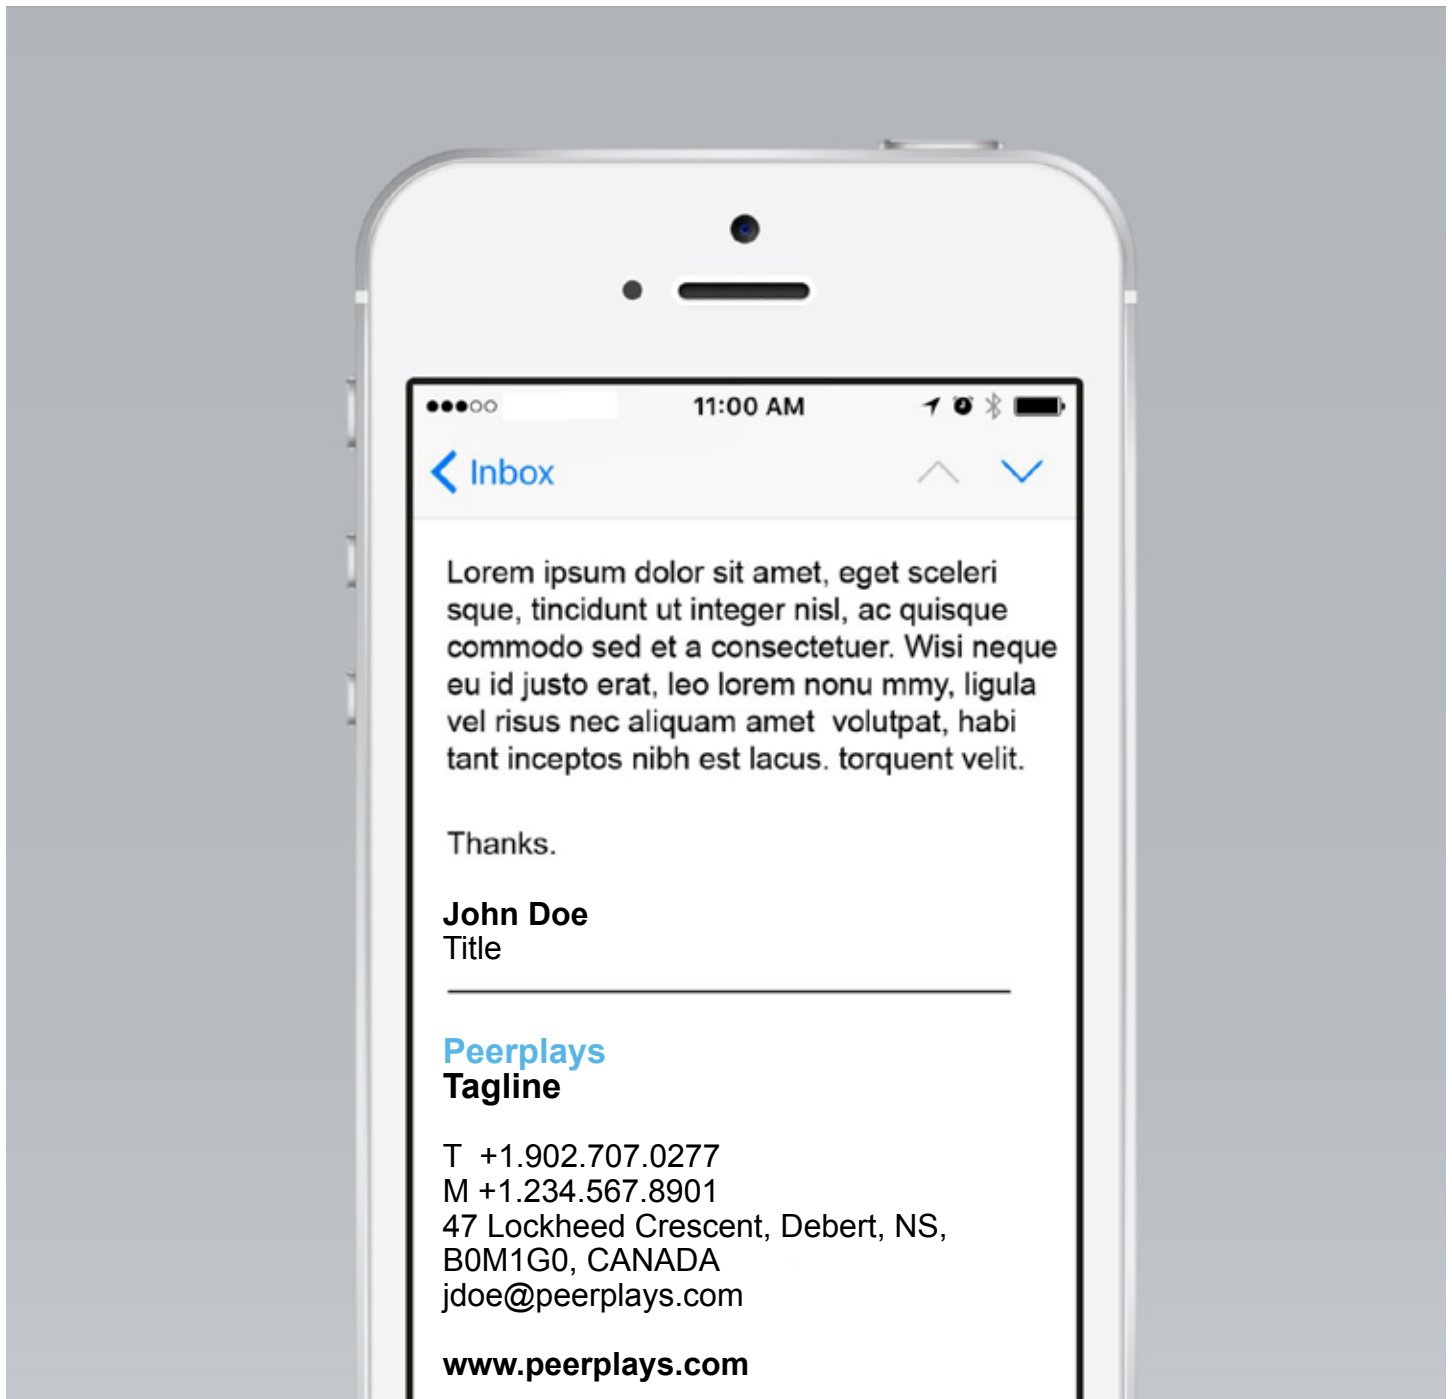 11:00 AM
Inbox
Lorem ipsum dolor sit amet, eget sceleri
sque, tincidunt ut integer nisl, ac quisque
commodo sed et a consectetuer. Wisi neque
eu id justo erat, leo lorem nonu mmy, ligula
vel risus nec aliquam amet  volutpat, habi
tant inceptos nibh est lacus. torquent velit.
Thanks.
John Doe
Title
Peerplays
Tagline
T  +1.902.707.0277
M +1.234.567.8901
47 Lockheed Crescent, Debert, NS,
B0M1G0, CANADA
jdoe@peerplays.com
www.peerplays.com